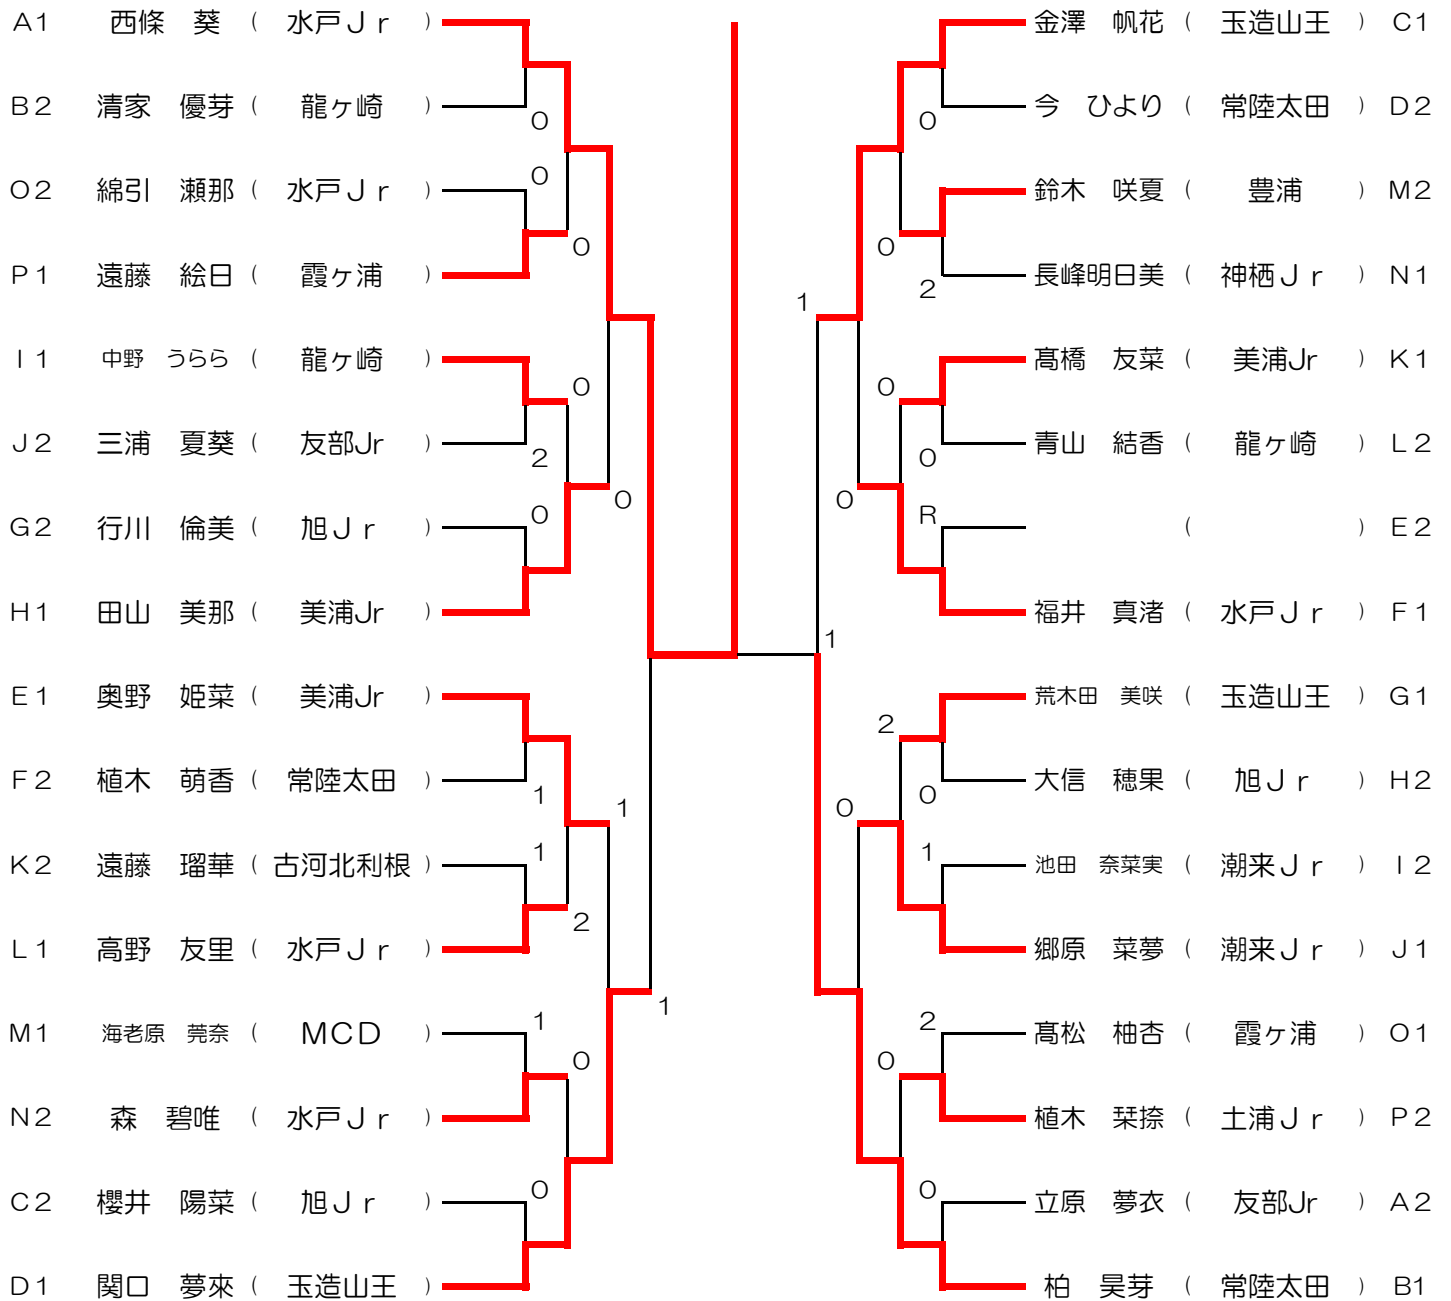 A1 西條 葵 ( 水戸Jr )
0
B2 清家 優芽 ( 龍ヶ崎 )
0
O2 綿引 瀬那 ( 水戸Jr )
0
P1 遠藤 絵日 ( 霞ヶ浦 )
I1 中野 うらら ( 龍ヶ崎 )
0
J2 三浦 夏葵 ( 友部Jr )
2
0
0
G2 行川 倫美 ( 旭Jr )
H1 田山 美那 ( 美浦Jr )
E1 奥野 姫菜 ( 美浦Jr )
F2 植木 萌香 ( 常陸太田 )
1
1
1
K2 遠藤 瑠華 ( 古河北利根 )
2
L1 高野 友里 ( 水戸Jr )
1
1
M1 海老原 莞奈 ( MCD )
0
N2 森 碧唯 ( 水戸Jr )
0
C2 櫻井 陽菜 ( 旭Jr )
D1 関口 夢來 ( 玉造山王 )
金澤 帆花 ( 玉造山王 ) C1
今 ひより ( 常陸太田 ) D2
0
鈴木 咲夏 ( 豊浦 ) M2
0
長峰明日美 ( 神栖Jr ) N1
2
1
髙橋 友菜 ( 美浦Jr ) K1
0
青山 結香 ( 龍ヶ崎 ) L2
0
0
R
( ) E2
福井 真渚 ( 水戸Jr ) F1
1
荒木田 美咲 ( 玉造山王 ) G1
2
大信 穂果 ( 旭Jr ) H2
0
0
1
池田 奈菜実 ( 潮来Jr ) I2
郷原 菜夢 ( 潮来Jr ) J1
2
髙松 柚杏 ( 霞ヶ浦 ) O1
0
植木 栞捺 ( 土浦Jr ) P2
0
立原 夢衣 ( 友部Jr ) A2
柏 昊芽 ( 常陸太田 ) B1